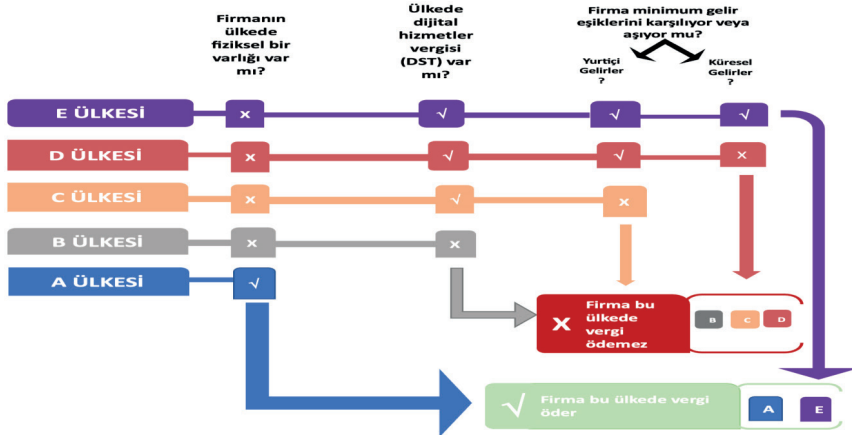 Firmanın
ülkede
fiziksel bir
varlığı var
mı?
Ülkede
dijital
hizmetler
vergisi
(DST) var
mı?
Firma minimum gelir
eşiklerini karşılıyor veya
aşıyor mu?
Yurtiçi
Gelirler
?
Küresel
Gelirler
?
E ÜLKESİ x √ √ √
D ÜLKESİ x √ √ x
C ÜLKESİ x √ x
B ÜLKESİ x x
A ÜLKESİ √
X
Firma bu
ülkede
vergi
ödemez
B C D
√
Firma bu ülkede vergi
öder
A E